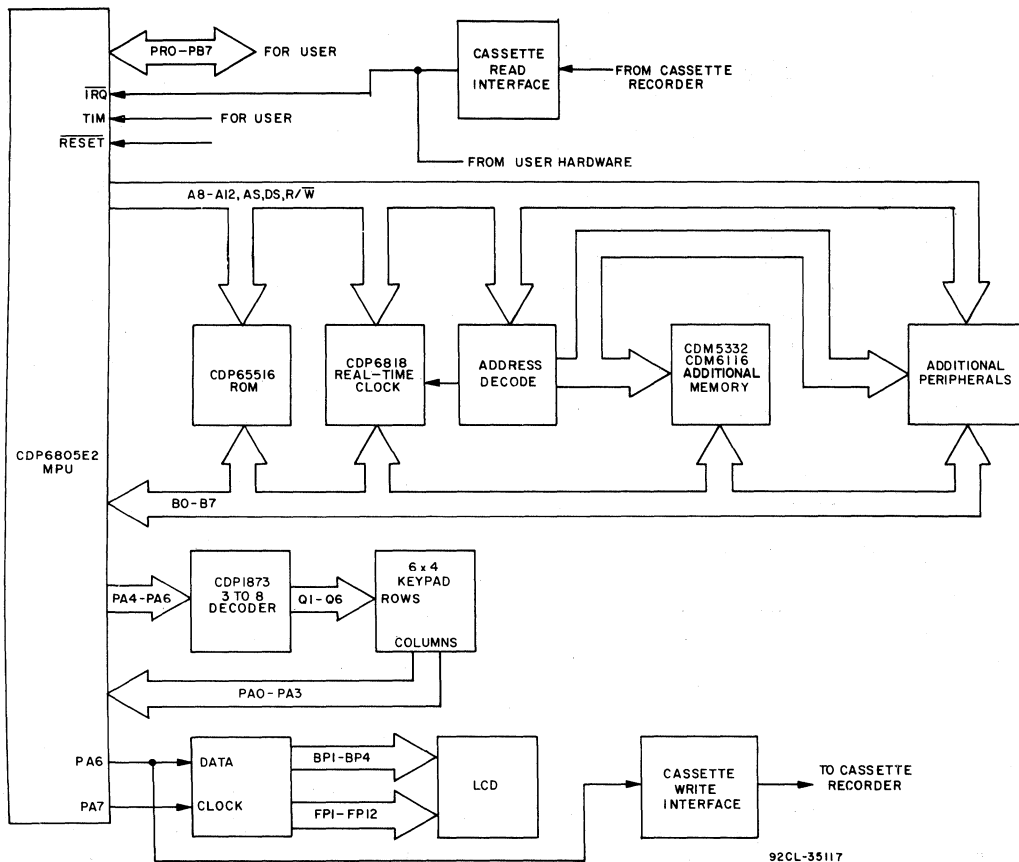 PRO-PB7
FOR USER
IRQ
TIM
FOR USER
RESET
CASSETTE
READ
INTERFACE
FROM CASSETTE
RECORDER
FROM USER HARDWARE
A8-A12, AS,DS,R/W
CDP65516
ROM
CDP6818
REAL-TIME
CLOCK
ADDRESS
DECODE
CDM5332
CDM6116
ADDITIONAL
MEMORY
ADDITIONAL
PERIPHERALS
CDP6805E2
MPU
B0-B7
PA4-PA6
CDP1873
3 TO 8
DECODER
Q1-Q6
6 x 4
KEYPAD
ROWS
COLUMNS
PA0-PA3
PA6
PA7
DATA
CLOCK
BP1-BP4
FP1-FP12
LCD
CASSETTE
WRITE
INTERFACE
TO CASSETTE
RECORDER
92CL-35117